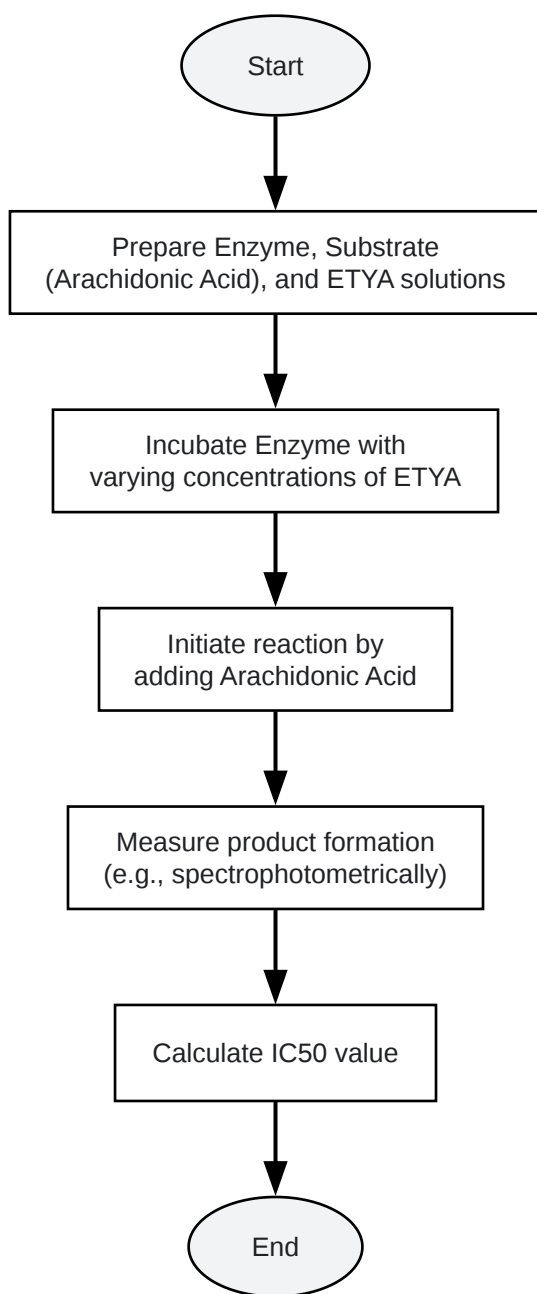 Start
Prepare Enzyme, Substrate
(Arachidonic Acid), and ETYA solutions
Incubate Enzyme with
varying concentrations of ETYA
Initiate reaction by
adding Arachidonic Acid
Measure product formation
(e.g., spectrophotometrically)
Calculate IC50 value
End